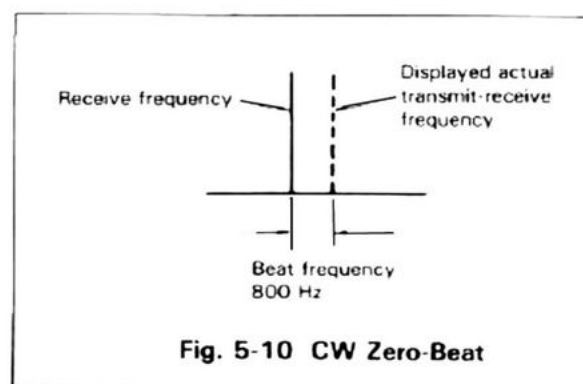 Receive frequency
Displayed actual
transmit-receive
frequency
Beat frequency
800 Hz
Fig. 5-10 CW Zero-Beat